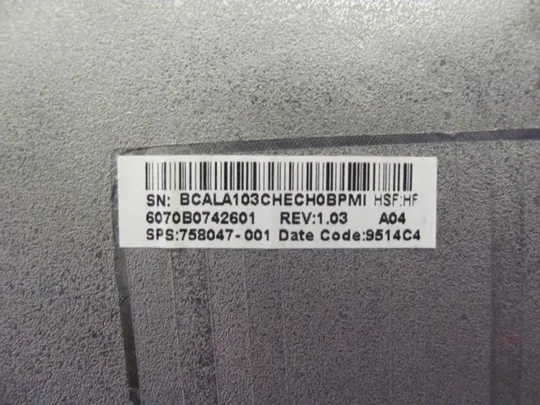 SN: BCALA103CHECH0BPMI HSF:HF
6070B0742601 REV:1.03 A04
SPS:758047-001 Date Code:9514C4